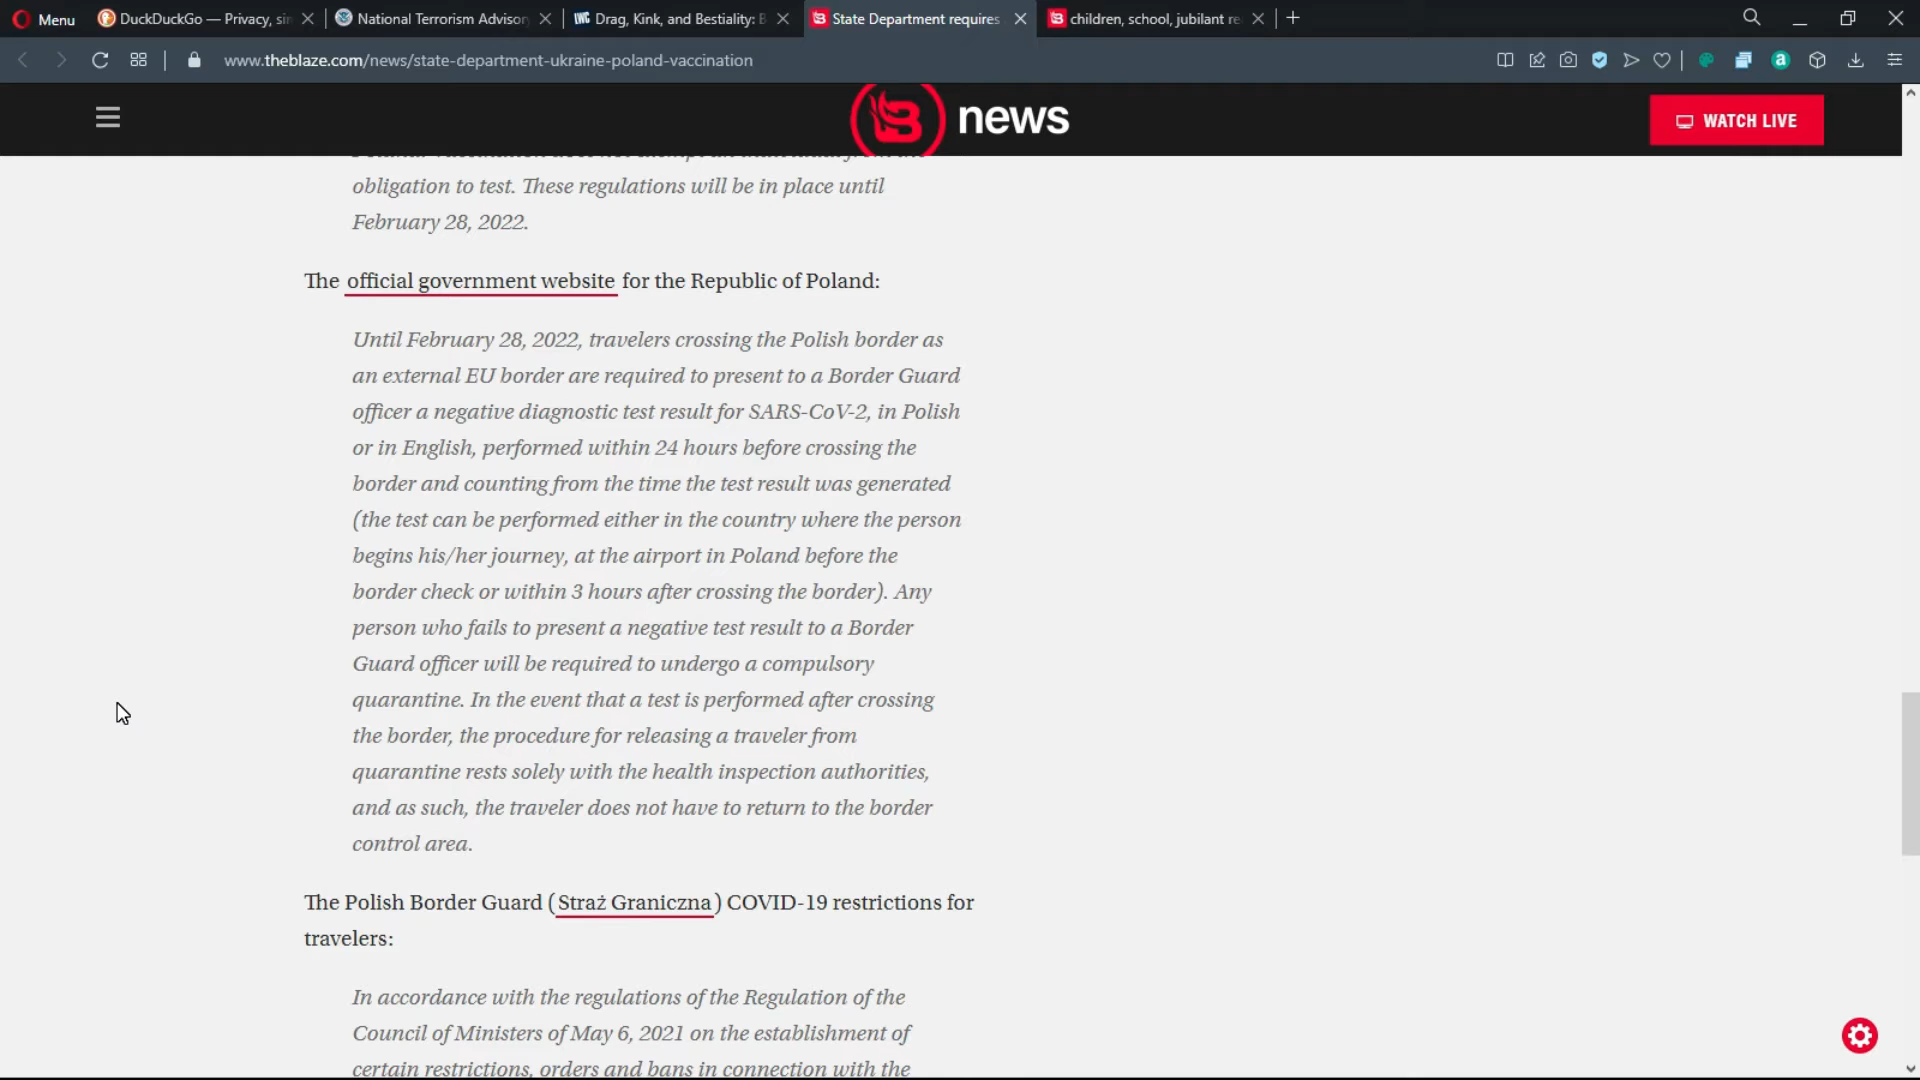 Menu
DuckDuckGo — Privacy, sin
National Terrorism Advisor
Drag, Kink, and Bestiality: B
State Department requires
children, school, jubilant re
www.theblaze.com/news/state-department-ukraine-poland-vaccination
news
WATCH LIVE
obligation to test. These regulations will be in place until
February 28, 2022.
The official government website for the Republic of Poland:
Until February 28, 2022, travelers crossing the Polish border as
an external EU border are required to present to a Border Guard
officer a negative diagnostic test result for SARS-CoV-2, in Polish
or in English, performed within 24 hours before crossing the
border and counting from the time the test result was generated
(the test can be performed either in the country where the person
begins his/her journey, at the airport in Poland before the
border check or within 3 hours after crossing the border). Any
person who fails to present a negative test result to a Border
Guard officer will be required to undergo a compulsory
quarantine. In the event that a test is performed after crossing
the border, the procedure for releasing a traveler from
quarantine rests solely with the health inspection authorities,
and as such, the traveler does not have to return to the border
control area.
The Polish Border Guard (Straż Graniczna) COVID-19 restrictions for
travelers:
In accordance with the regulations of the Regulation of the
Council of Ministers of May 6, 2021 on the establishment of
certain restrictions, orders and bans in connection with the